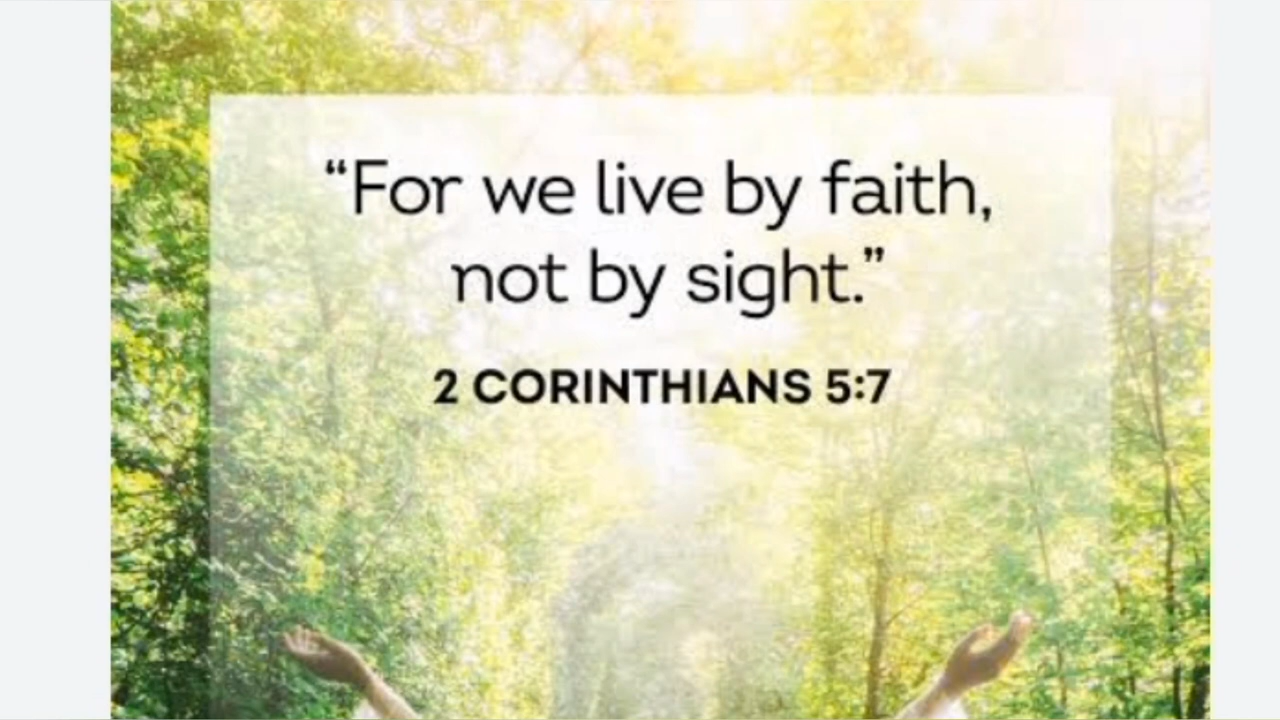 “For we live by faith,
not by sight.”
2 CORINTHIANS 5:7